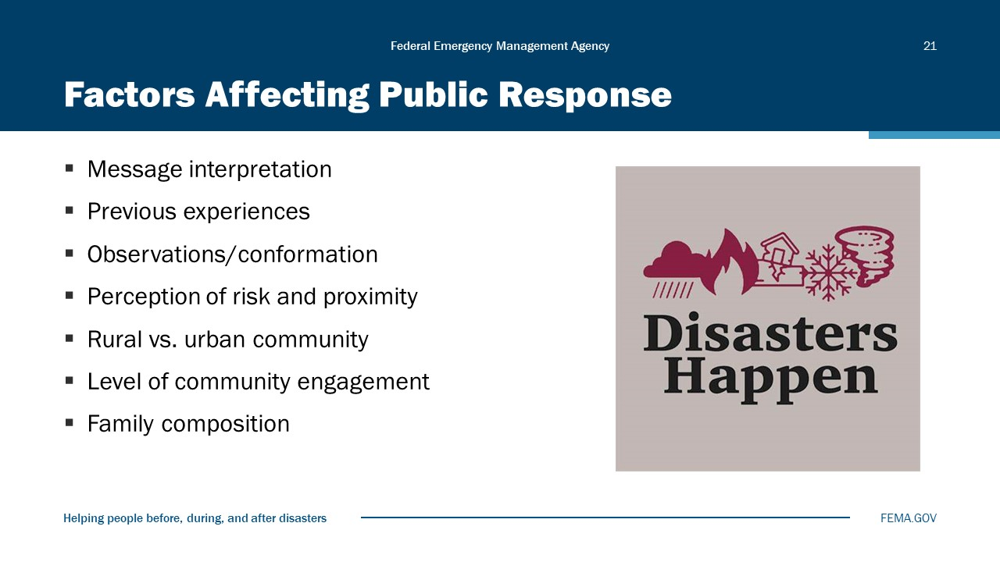 Federal Emergency Management Agency
21
Factors Affecting Public Response
▪ Message interpretation
▪ Previous experiences
▪ Observations/conformation
▪ Perception of risk and proximity
▪ Rural vs. urban community
▪ Level of community engagement
▪ Family composition
Disasters
Happen
Helping people before, during, and after disasters
FEMA.GOV